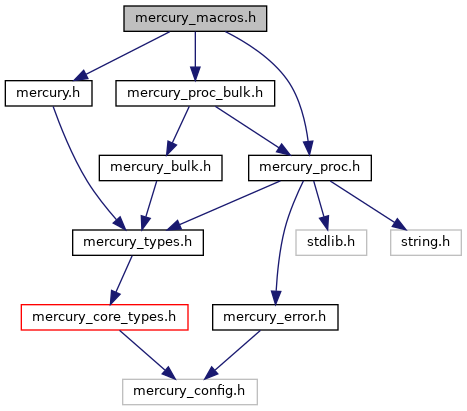 mercury_macros.h
mercury.h
mercury_proc_bulk.h
mercury_bulk.h
mercury_proc.h
mercury_types.h
stdlib.h
string.h
mercury_core_types.h
mercury_error.h
mercury_config.h